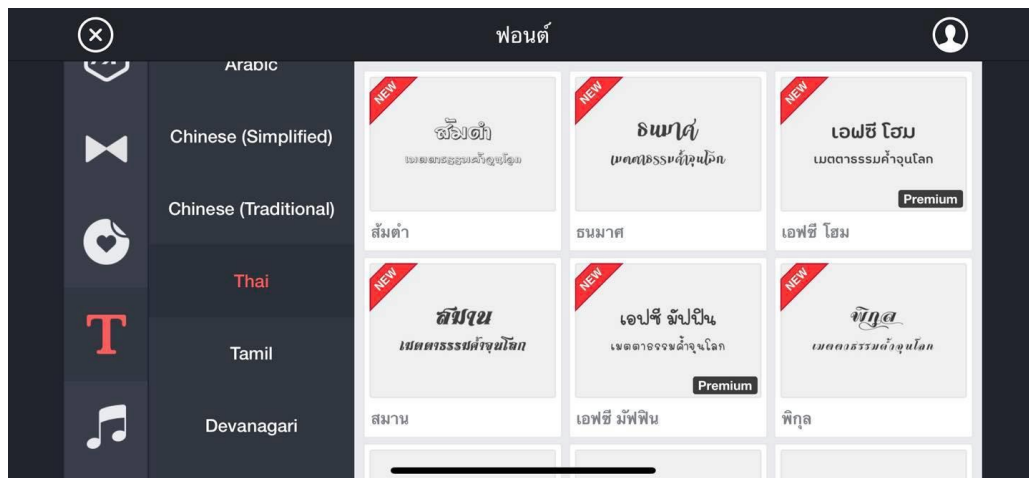 ฟอนต์
Arabic
Chinese (Simplified)
Chinese (Traditional)
Thai
Tamil
Devanagari
NEW
ส้มตำ
เมตตาธรรมค้ำจุนโลก
ส้มตำ
NEW
ธนมาศ
เมตตาธรรมค้ำจุนโลก
ธนมาศ
NEW
เอฟซี โฮม
เมตตาธรรมค้ำจุนโลก
Premium
เอฟซี โฮม
NEW
สมาน
เมตตาธรรมค้ำจุนโลก
สมาน
NEW
เอฟซี มัฟฟิน
เมตตาธรรมค้ำจุนโลก
Premium
เอฟซี มัฟฟิน
NEW
พิกุล
เมตตาธรรมค้ำจุนโลก
พิกุล